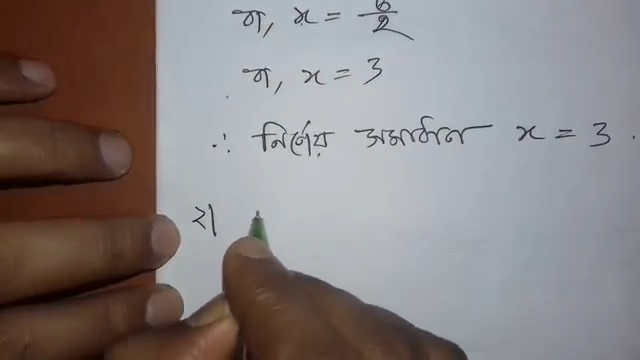 বা, x = 6/2
বা, x = 3
∴ নির্ণেয় সমাধান x = 3.
২।